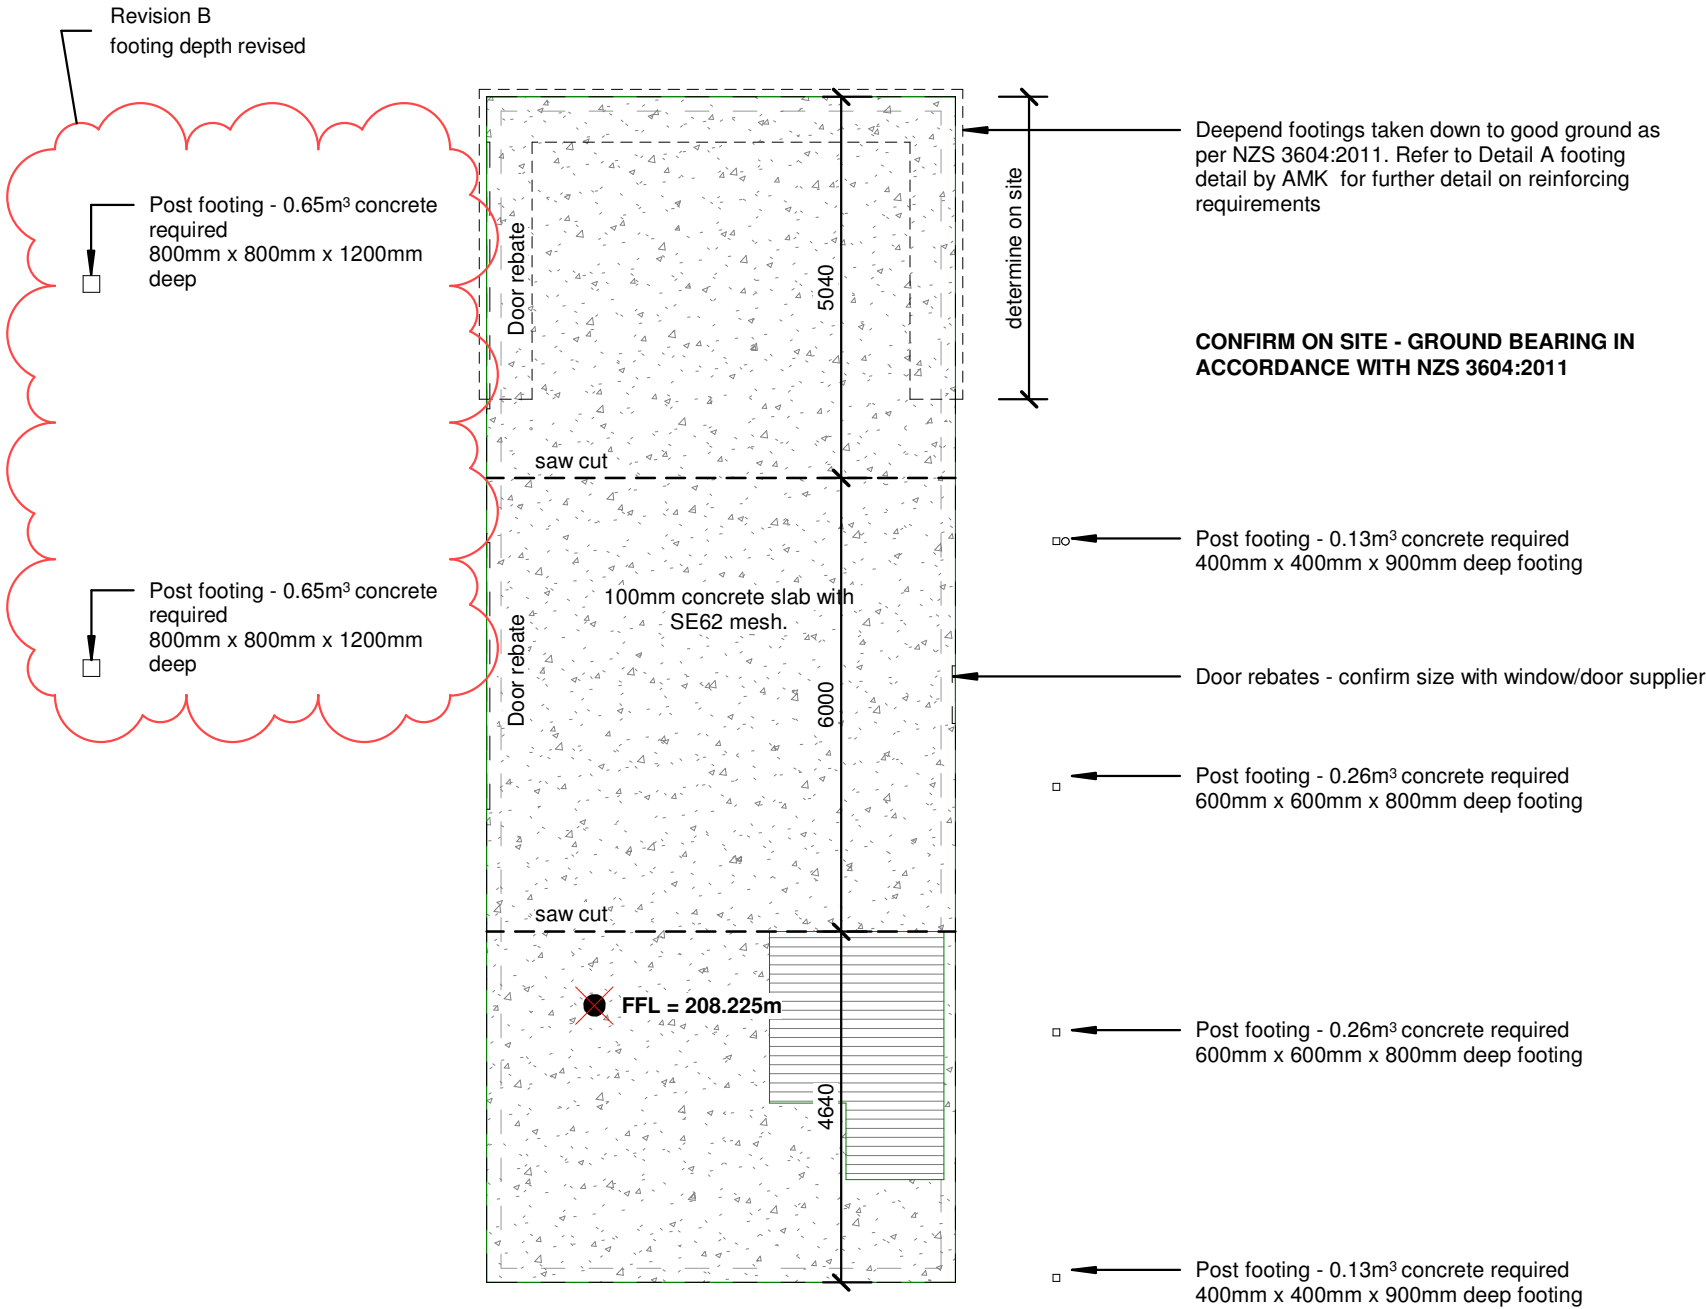 Revision B
footing depth revised
Post footing - 0.65m³ concrete
required
800mm x 800mm x 1200mm
deep
Post footing - 0.65m³ concrete
required
800mm x 800mm x 1200mm
deep
Door rebate
5040
determine on site
saw cut
100mm concrete slab with
SE62 mesh.
Door rebate
6000
saw cut
FFL = 208.225m
4640
Deepend footings taken down to good ground as
per NZS 3604:2011. Refer to Detail A footing
detail by AMK for further detail on reinforcing
requirements
CONFIRM ON SITE - GROUND BEARING IN
ACCORDANCE WITH NZS 3604:2011
Post footing - 0.13m³ concrete required
400mm x 400mm x 900mm deep footing
Door rebates - confirm size with window/door supplier
Post footing - 0.26m³ concrete required
600mm x 600mm x 800mm deep footing
Post footing - 0.26m³ concrete required
600mm x 600mm x 800mm deep footing
Post footing - 0.13m³ concrete required
400mm x 400mm x 900mm deep footing